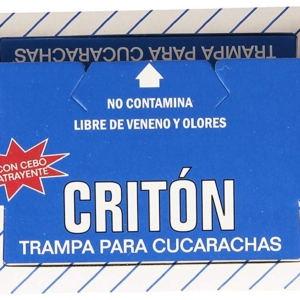 TRAMPA PARA CUCARACHAS
NO CONTAMINA
LIBRE DE VENENO Y OLORES
CON CEBO
ATRAYENTE
CRITÓN
TRAMPA PARA CUCARACHAS